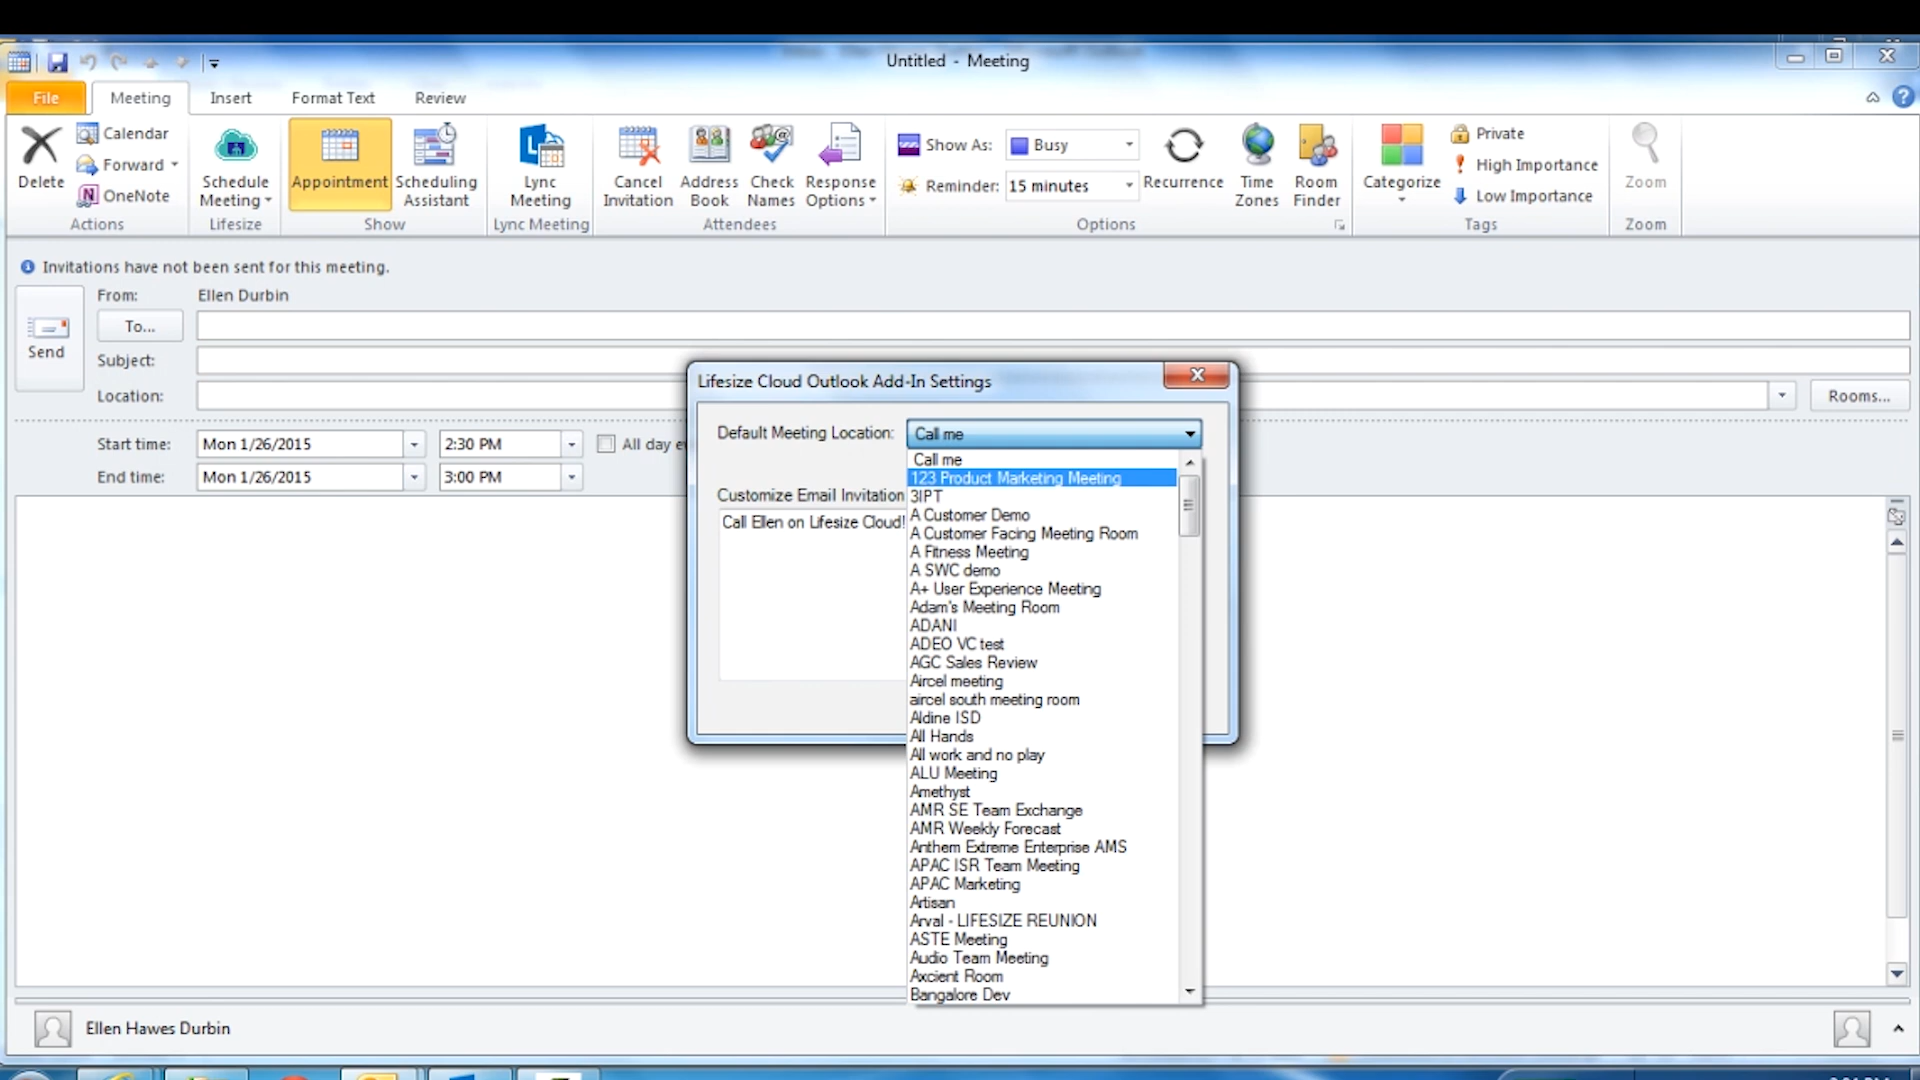 Untitled - Meeting
File
Meeting
Insert
Format Text
Review
Delete
Calendar
Forward
OneNote
Actions
Schedule
Meeting
Lifesize
Appointment
Scheduling
Assistant
Show
Lync
Meeting
Lync Meeting
Cancel
Invitation
Address
Book
Check
Names
Response
Options
Attendees
Show As:
Busy
Reminder:
15 minutes
Recurrence
Time
Zones
Room
Finder
Options
Categorize
Private
High Importance
Low Importance
Tags
Zoom
Zoom
Invitations have not been sent for this meeting.
Send
From:
Ellen Durbin
To...
Subject:
Location:
Rooms...
Start time:
Mon 1/26/2015
2:30 PM
All day e
End time:
Mon 1/26/2015
3:00 PM
Lifesize Cloud Outlook Add-In Settings
Default Meeting Location:
Call me
Customize Email Invitation
Call Ellen on Lifesize Cloud!
Call me
123 Product Marketing Meeting
3IPT
A Customer Demo
A Customer Facing Meeting Room
A Fitness Meeting
A SWC demo
A+ User Experience Meeting
Adam's Meeting Room
ADANI
ADEO VC test
AGC Sales Review
Aircel meeting
aircel south meeting room
Aldine ISD
All Hands
All work and no play
ALU Meeting
Amethyst
AMR SE Team Exchange
AMR Weekly Forecast
Anthem Extreme Enterprise AMS
APAC ISR Team Meeting
APAC Marketing
Artisan
Arval - LIFESIZE REUNION
ASTE Meeting
Audio Team Meeting
Axcient Room
Bangalore Dev
Ellen Hawes Durbin